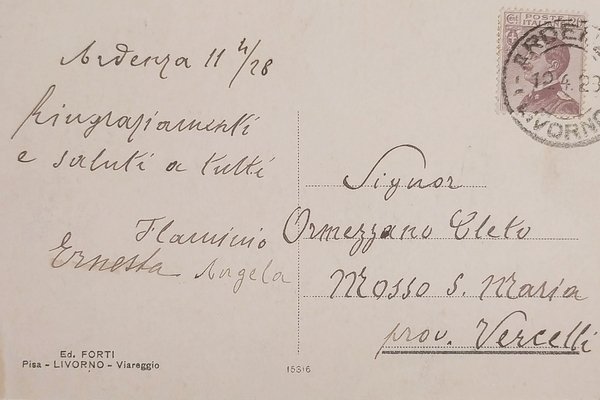 Ardenza 11 4/28
Ringraziamenti
e saluti a tutti
Flaminio
Ernesta Angela
Signor
Ormezzano Cleto
Mosso S. Maria
prov. Vercelli
POSTE
ITALIANE
LIVORNO
Ed. FORTI
Pisa - LIVORNO - Viareggio
15316